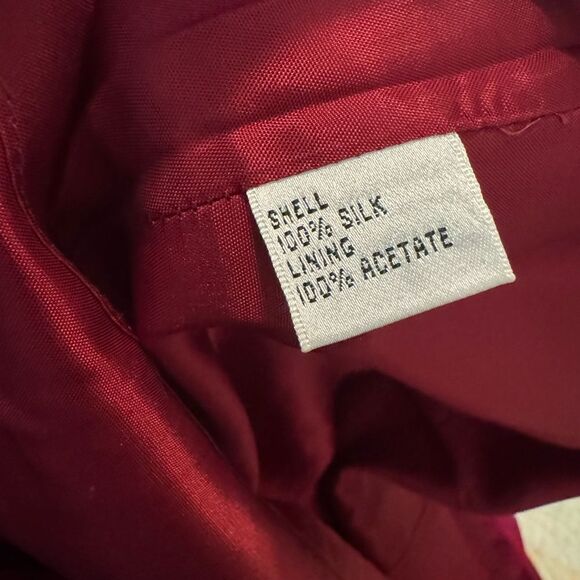 SHELL
100% SILK
LINING
100% ACETATE